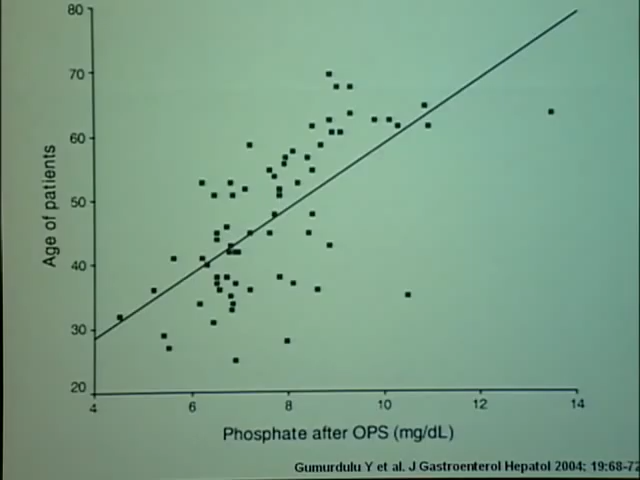 80
70
60
50
40
30
20
Age of patients
4 6 8 10 12 14
Phosphate after OPS (mg/dL)
Gumurdulu Y et al. J Gastroenterol Hepatol 2004; 19:68-72